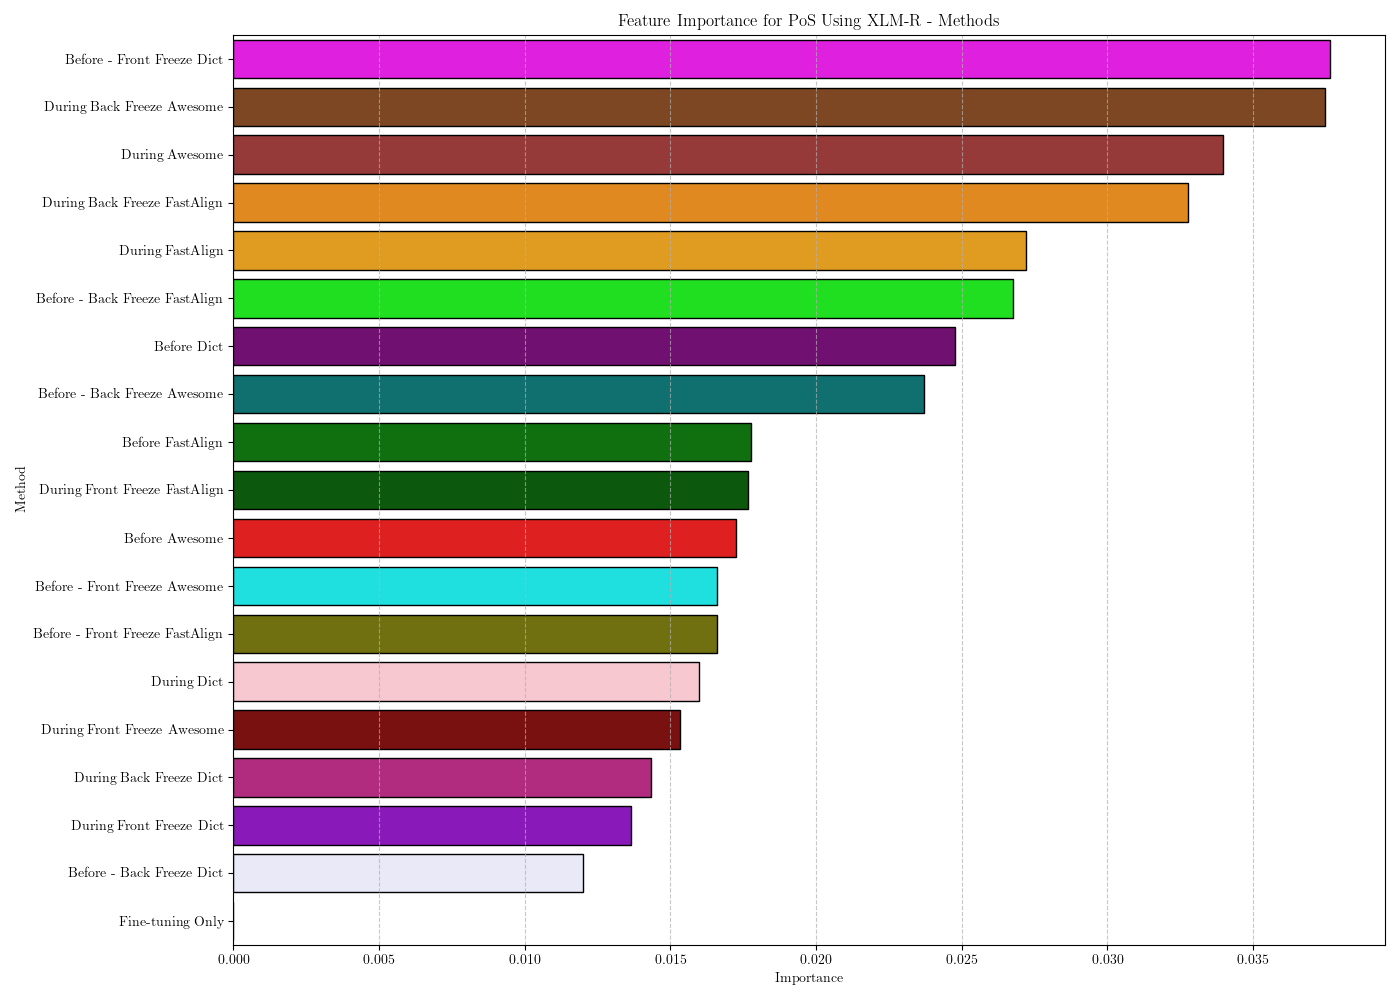 Feature Importance for PoS Using XLM-R - Methods
Before - Front Freeze Dict
During Back Freeze Awesome
During Awesome
During Back Freeze FastAlign
During FastAlign
Before - Back Freeze FastAlign
Before Dict
Before - Back Freeze Awesome
Before FastAlign
During Front Freeze FastAlign
Before Awesome
Before - Front Freeze Awesome
Before - Front Freeze FastAlign
During Dict
During Front Freeze Awesome
During Back Freeze Dict
During Front Freeze Dict
Before - Back Freeze Dict
Fine-tuning Only
Method
0.000 0.005 0.010 0.015 0.020 0.025 0.030 0.035
Importance